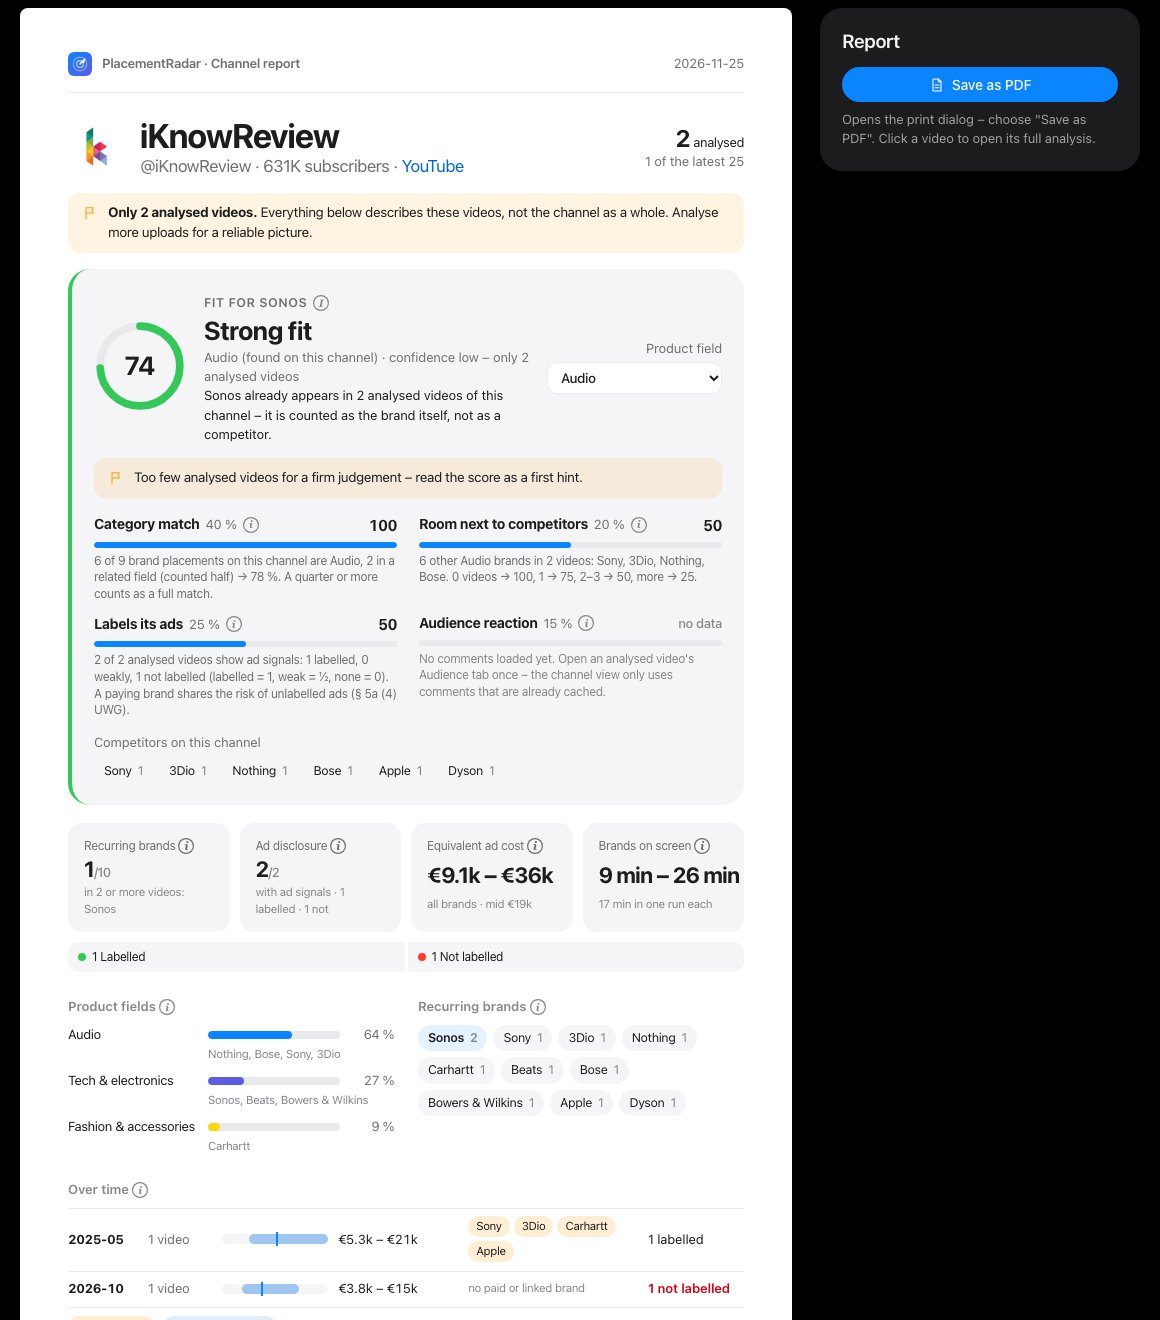 PlacementRadar · Channel report
2026-11-25
iKnowReview
@iKnowReview · 631K subscribers · YouTube
2 analysed
1 of the latest 25
Only 2 analysed videos. Everything below describes these videos, not the channel as a whole. Analyse
more uploads for a reliable picture.
FIT FOR SONOS
74
Strong fit
Audio (found on this channel) · confidence low – only 2
analysed videos
Sonos already appears in 2 analysed videos of this
channel – it is counted as the brand itself, not as a
competitor.
Product field
Audio
Too few analysed videos for a firm judgement – read the score as a first hint.
Category match 40 % 100
6 of 9 brand placements on this channel are Audio, 2 in a
related field (counted half) → 78 %. A quarter or more
counts as a full match.
Room next to competitors 20 % 50
6 other Audio brands in 2 videos: Sony, 3Dio, Nothing,
Bose. 0 videos → 100, 1 → 75, 2–3 → 50, more → 25.
Labels its ads 25 % 50
2 of 2 analysed videos show ad signals: 1 labelled, 0
weakly, 1 not labelled (labelled = 1, weak = ½, none = 0).
A paying brand shares the risk of unlabelled ads (§ 5a (4)
UWG).
Audience reaction 15 % no data
No comments loaded yet. Open an analysed video's
Audience tab once – the channel view only uses
comments that are already cached.
Competitors on this channel
Sony 1 3Dio 1 Nothing 1 Bose 1 Apple 1 Dyson 1
Recurring brands
1/10
in 2 or more videos:
Sonos
Ad disclosure
2/2
with ad signals · 1
labelled · 1 not
Equivalent ad cost
€9.1k – €36k
all brands · mid €19k
Brands on screen
9 min – 26 min
17 min in one run each
1 Labelled
1 Not labelled
Product fields
Audio 64 %
Nothing, Bose, Sony, 3Dio
Tech & electronics 27 %
Sonos, Beats, Bowers & Wilkins
Fashion & accessories 9 %
Carhartt
Recurring brands
Sonos 2 Sony 1 3Dio 1 Nothing 1
Carhartt 1 Beats 1 Bose 1
Bowers & Wilkins 1 Apple 1 Dyson 1
Over time
2025-05 1 video €5.3k – €21k Sony 3Dio Carhartt
Apple
1 labelled
2026-10 1 video €3.8k – €15k no paid or linked brand 1 not labelled
Report
Save as PDF
Opens the print dialog – choose "Save as
PDF". Click a video to open its full analysis.